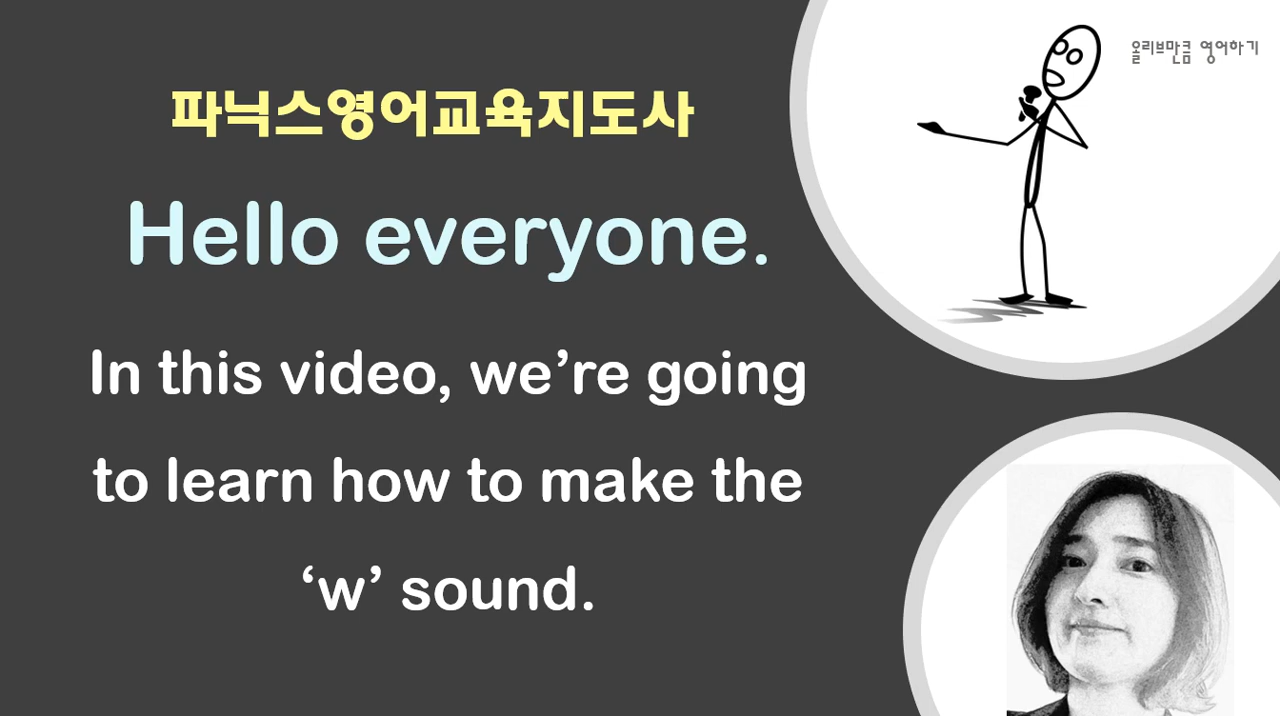 올리브만큼 영어하기
파닉스영어교육지도사
Hello everyone.
In this video, we’re going
to learn how to make the
‘w’ sound.